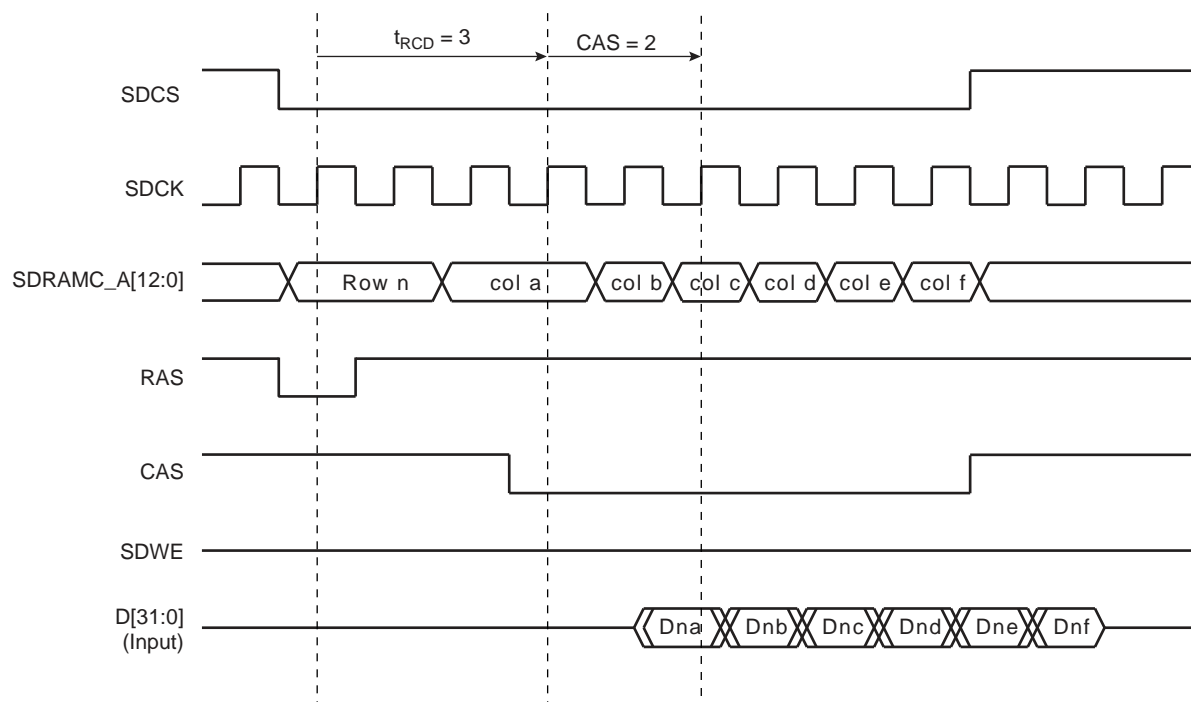 tRCD = 3 CAS = 2
SDCS
SDCK
SDRAMC_A[12:0] Row n col a col b col c col d col e col f
RAS
CAS
SDWE
D[31:0]
(Input) Dna Dnb Dnc Dnd Dne Dnf